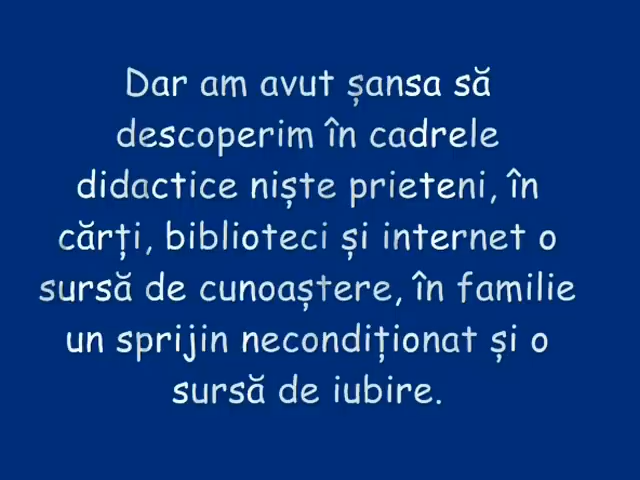 Dar am avut șansa să
descoperim în cadrele
didactice niște prieteni, în
cărți, biblioteci și internet o
sursă de cunoaștere, în familie
un sprijin necondiționat și o
sursă de iubire.